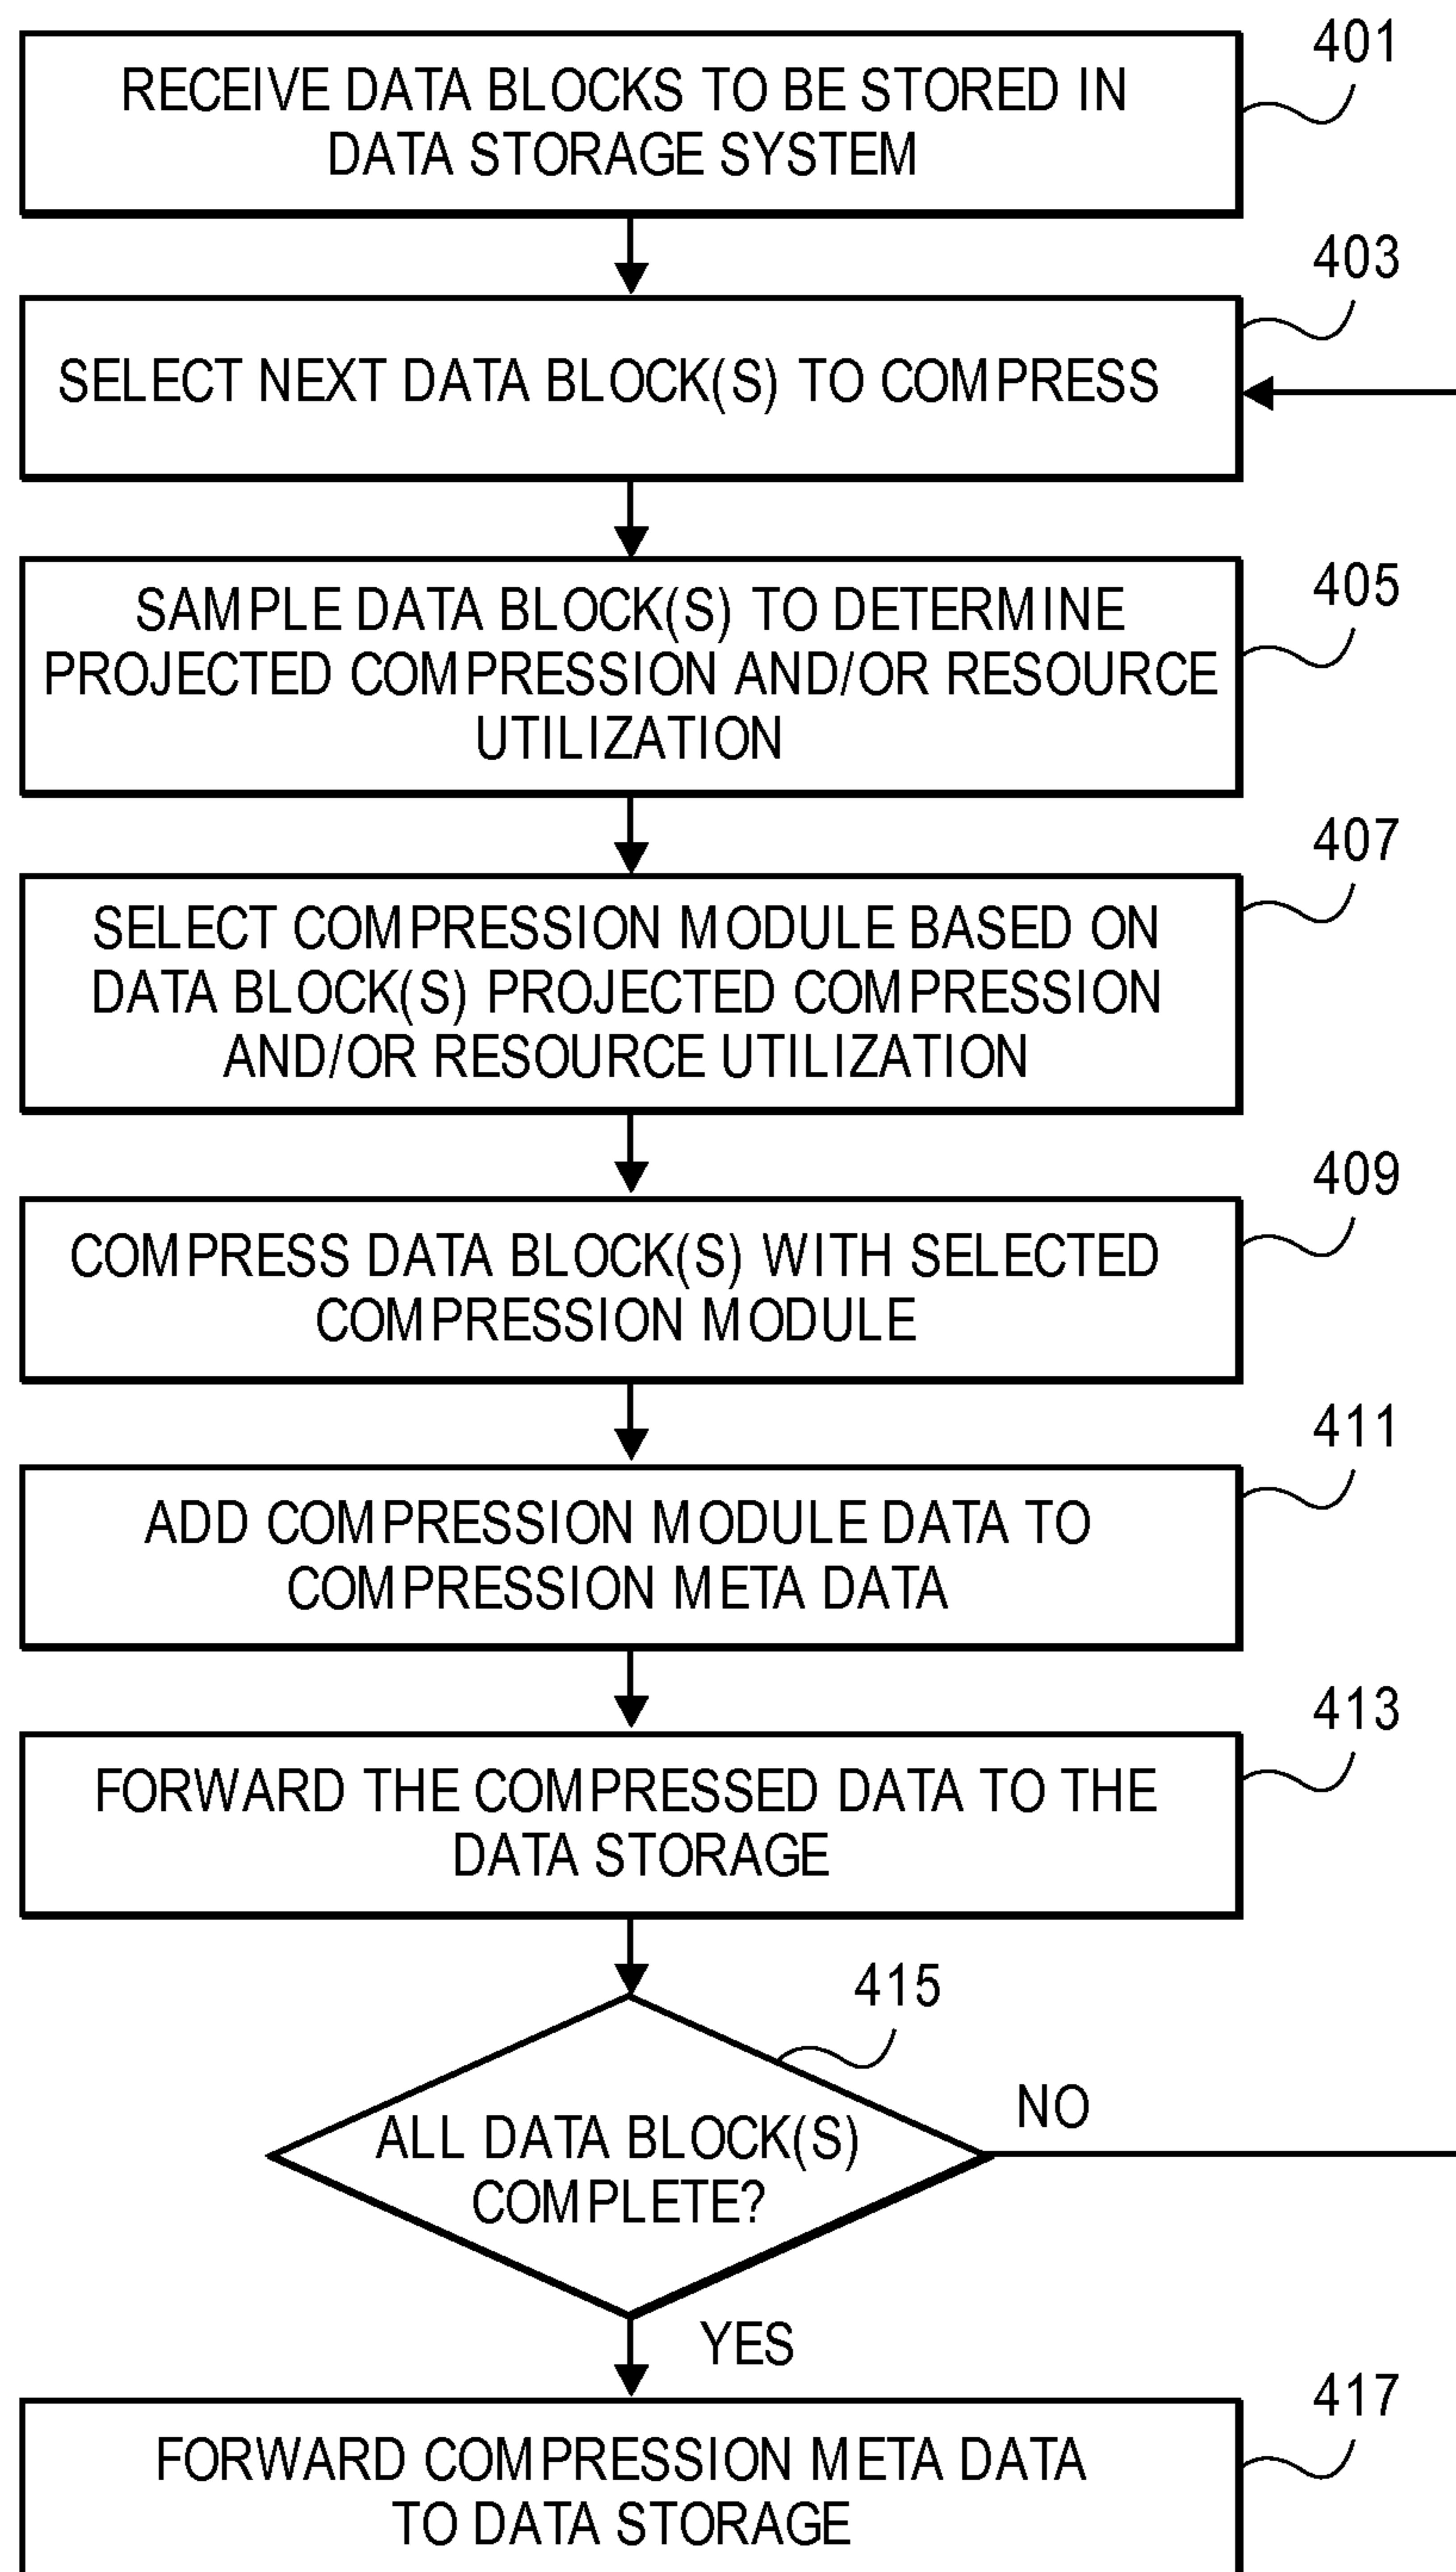 401
RECEIVE DATA BLOCKS TO BE STORED IN
DATA STORAGE SYSTEM
403
SELECT NEXT DATA BLOCK(S) TO COMPRESS
405
SAMPLE DATA BLOCK(S) TO DETERMINE
PROJECTED COMPRESSION AND/OR RESOURCE
UTILIZATION
407
SELECT COMPRESSION MODULE BASED ON
DATA BLOCK(S) PROJECTED COMPRESSION
AND/OR RESOURCE UTILIZATION
409
COMPRESS DATA BLOCK(S) WITH SELECTED
COMPRESSION MODULE
411
ADD COMPRESSION MODULE DATA TO
COMPRESSION META DATA
413
FORWARD THE COMPRESSED DATA TO THE
DATA STORAGE
415
NO
ALL DATA BLOCK(S)
COMPLETE?
YES
417
FORWARD COMPRESSION META DATA
TO DATA STORAGE